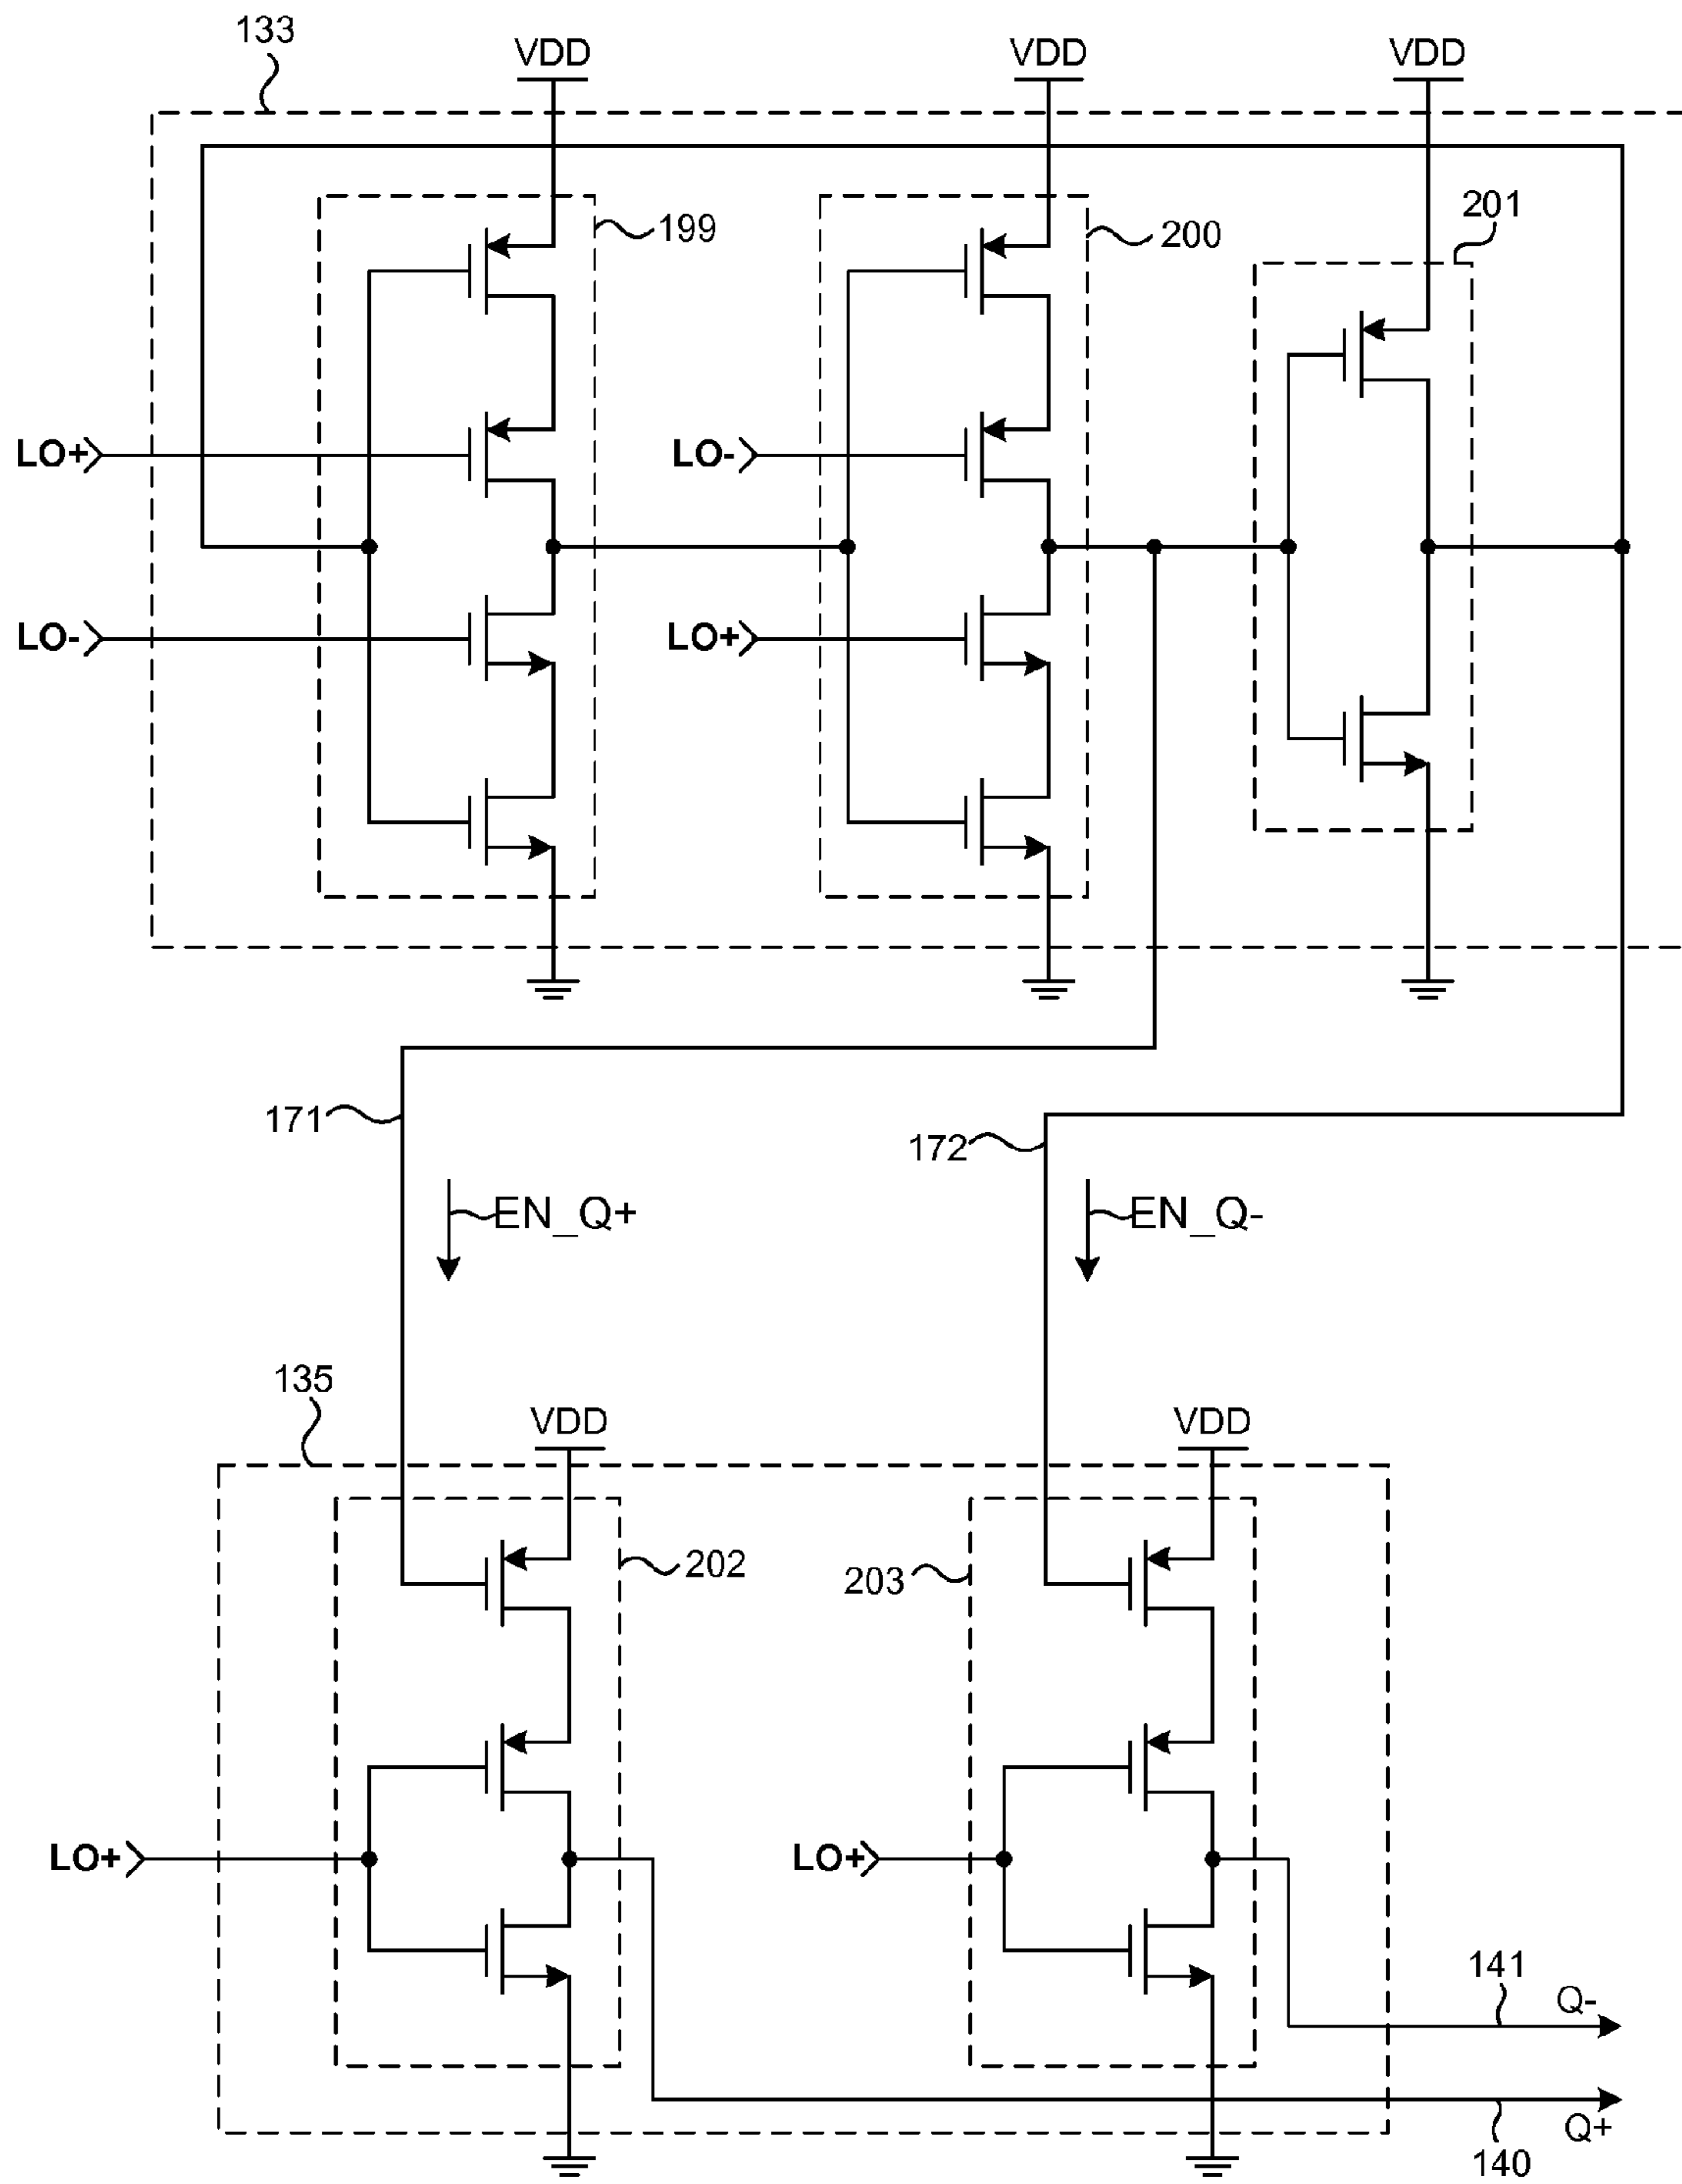 133
VDD
VDD
VDD
199
200
201
LO+
LO-
LO-
LO+
171
172
EN_Q+
EN_Q-
135
VDD
VDD
202
203
LO+
LO+
141
Q-
Q+
140